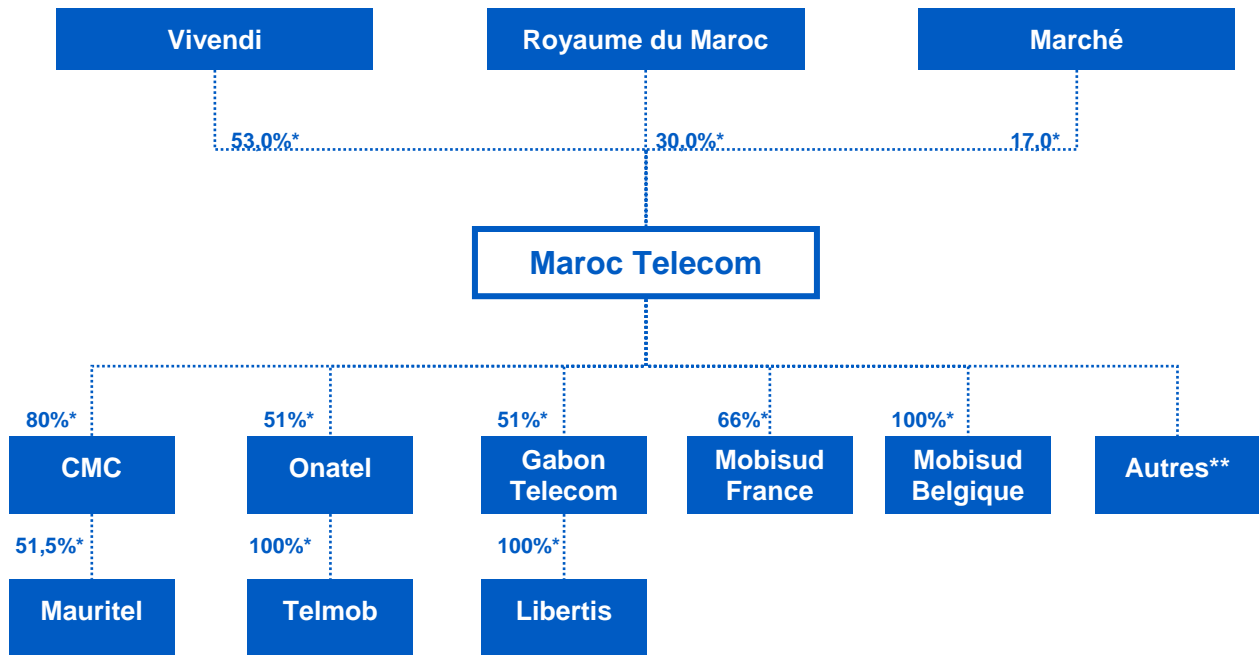 Vivendi
Royaume du Maroc
Marché
53,0%*
30,0%*
17,0*
Maroc Telecom
80%*
51%*
51%*
66%*
100%*
CMC
Onatel
Gabon
Telecom
Mobisud
France
Mobisud
Belgique
Autres**
51,5%*
100%*
100%*
Mauritel
Telmob
Libertis